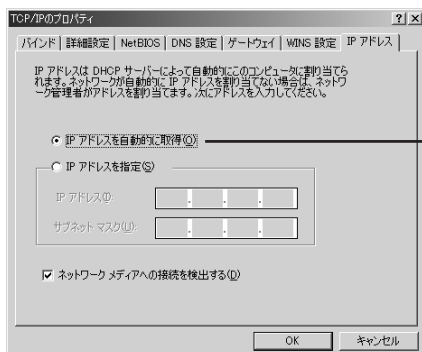 TCP/IPのプロパティ
バインド 詳細設定 NetBIOS DNS 設定 ゲートウェイ WINS 設定 IP アドレス
IP アドレスは DHCP サーバーによって自動的にこのコンピュータに割り当てら
れます。ネットワークが自動的に IP アドレスを割り当てない場合は、ネットワ
ーク管理者がアドレスを割り当てます。次にアドレスを入力してください。
IP アドレスを自動的に取得(O)
IP アドレスを指定(S)
IP アドレス(I):
サブネット マスク(U):
ネットワーク メディアへの接続を検出する(D)
OK キャンセル